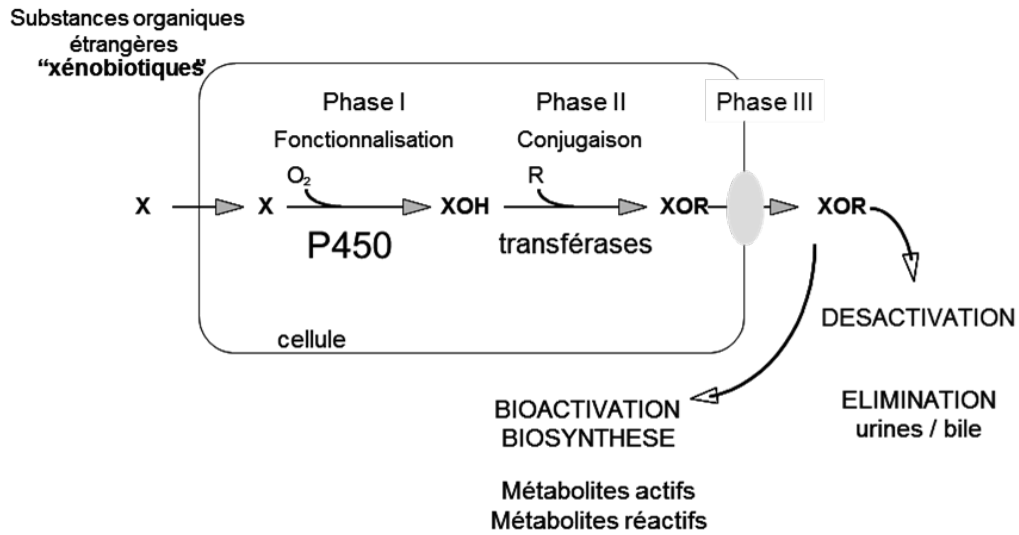 Substances organiques
étrangères
“xénobiotiques”
Phase I
Phase II
Phase III
Fonctionnalisation
Conjugaison
O₂
R
X
X
XOH
XOR
XOR
P450
transférases
cellule
DESACTIVATION
ELIMINATION
urines / bile
BIOACTIVATION
BIOSYNTHESE
Métabolites actifs
Métabolites réactifs